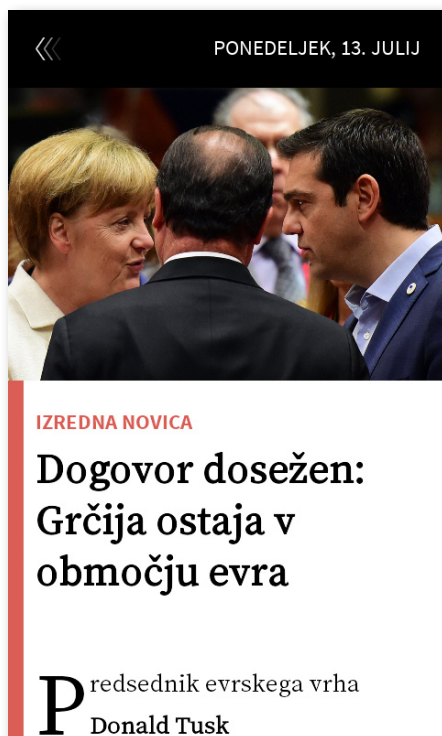 PONEDELJEK, 13. JULIJ
IZREDNA NOVICA
Dogovor dosežen:
Grčija ostaja v
območju evra
Predsednik evrskega vrha
Donald Tusk